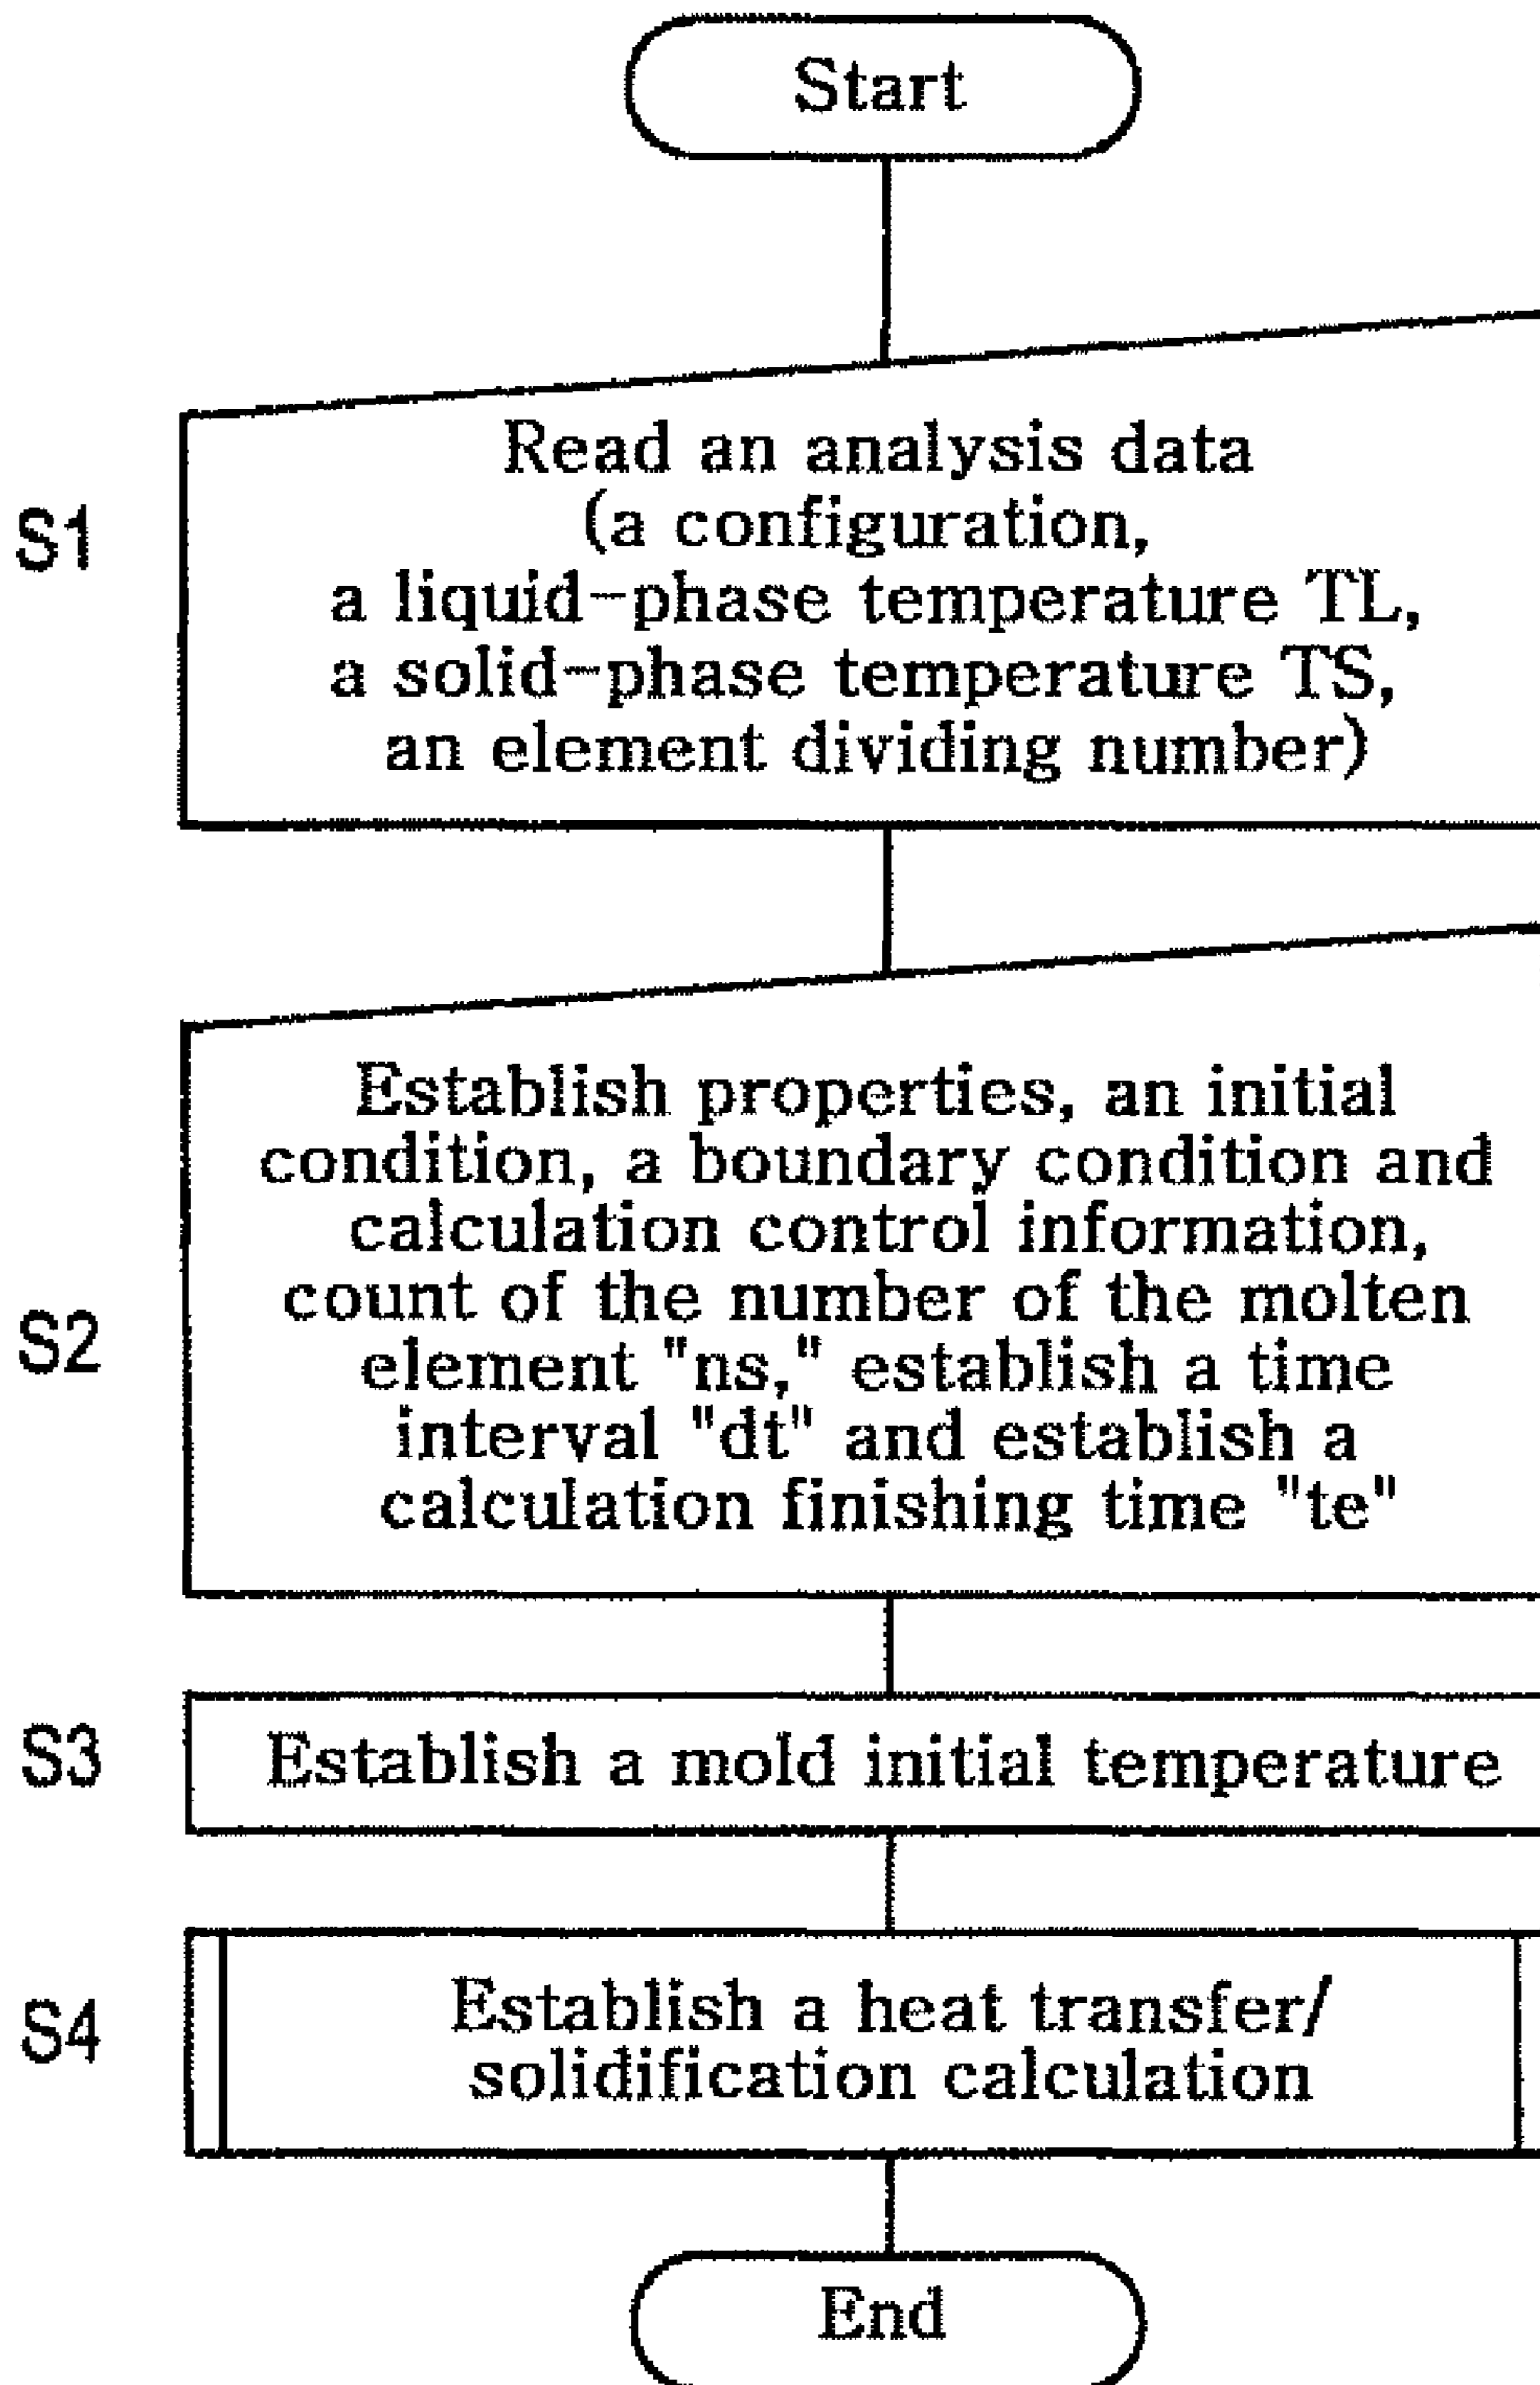 Start
S1
Read an analysis data
(a configuration,
a liquid-phase temperature TL,
a solid-phase temperature TS,
an element dividing number)
S2
Establish properties, an initial
condition, a boundary condition and
calculation control information,
count of the number of the molten
element "ns," establish a time
interval "dt" and establish a
calculation finishing time "te"
S3
Establish a mold initial temperature
S4
Establish a heat transfer/
solidification calculation
End